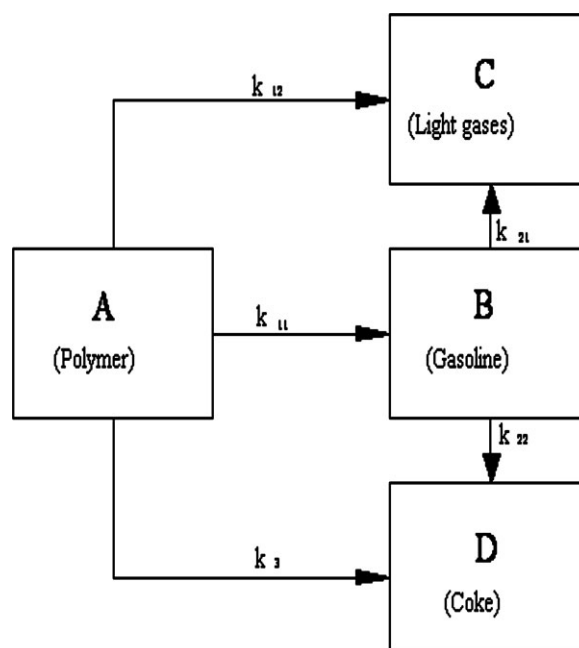 C
(Light gases)
k 12
k 21
A
(Polymer)
k 11
B
(Gasoline)
k 22
D
(Coke)
k 3